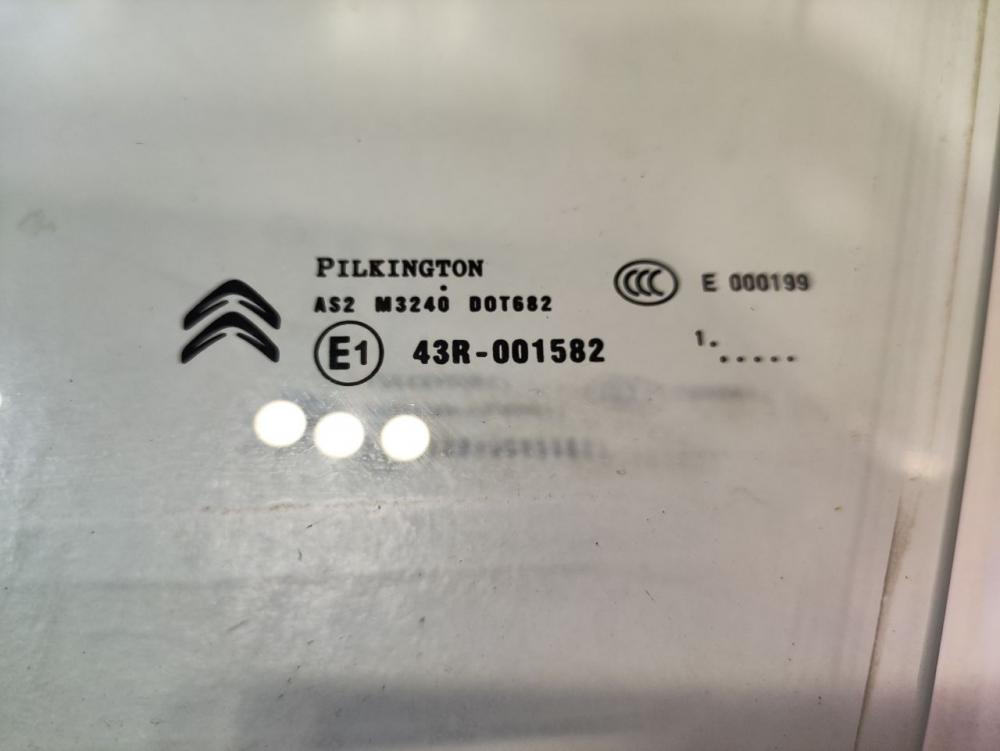 PILKINGTON
AS2 M3240 DOT682
E1 43R-001582
CCC E 000199
1. .....